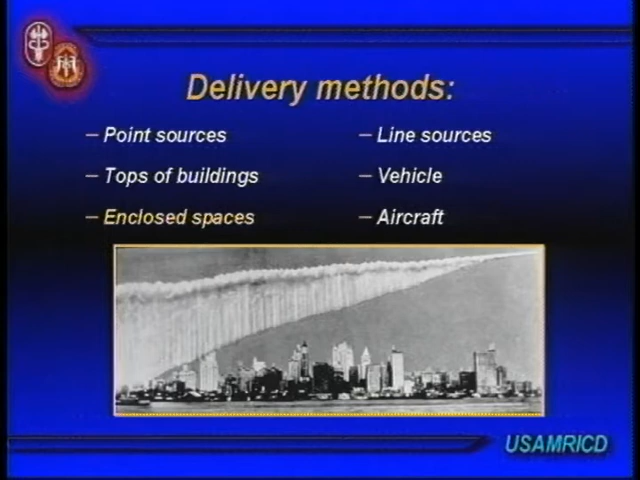 Delivery methods:
– Point sources
– Tops of buildings
– Enclosed spaces
– Line sources
– Vehicle
– Aircraft
USAMRICD